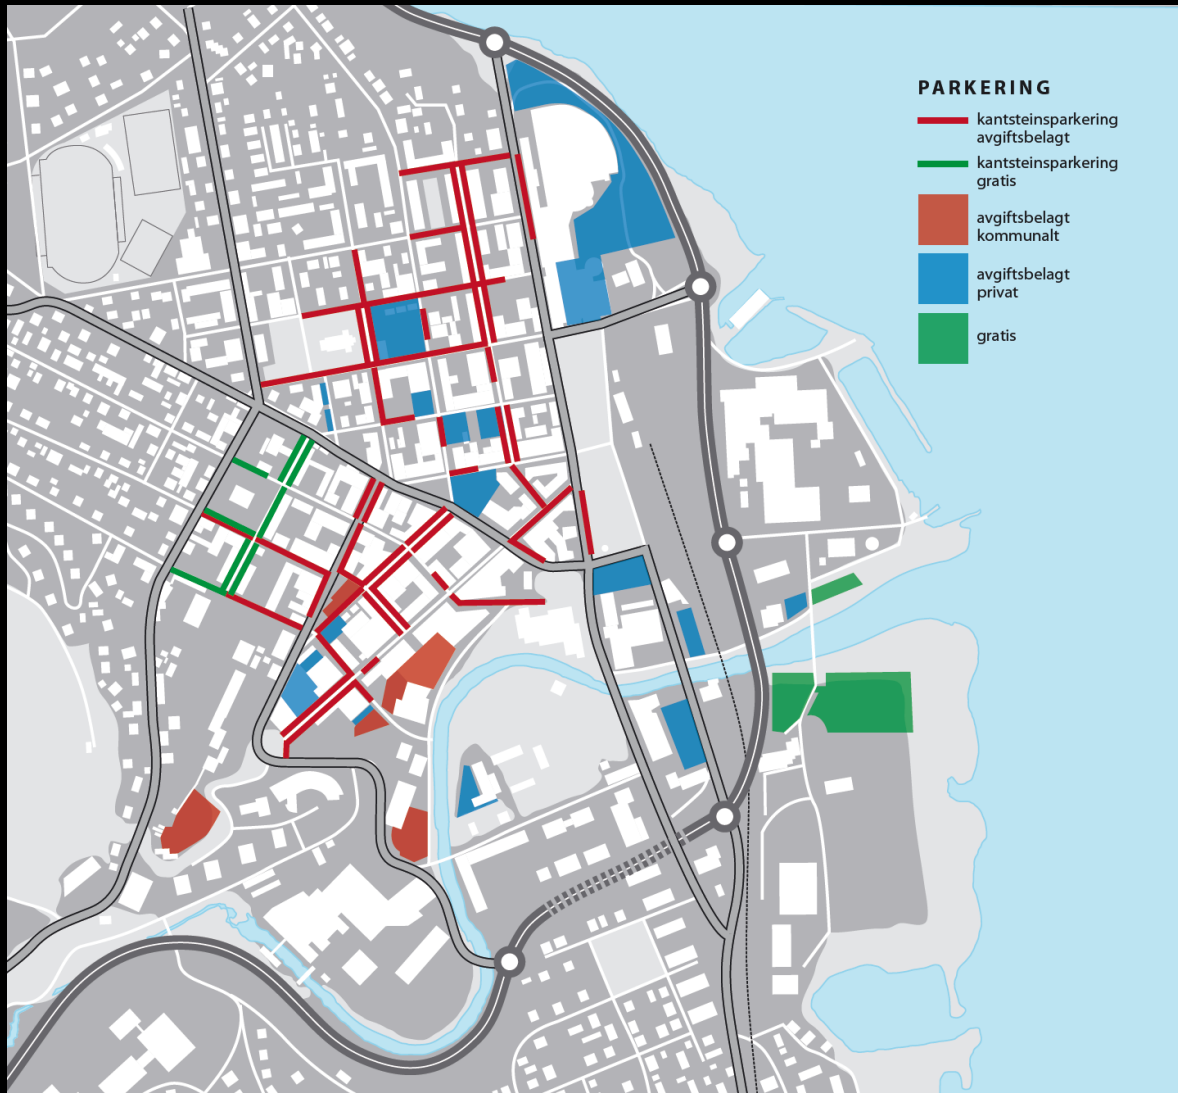 PARKERING
kantsteinsparkering
avgiftsbelagt
kantsteinsparkering
gratis
avgiftsbelagt
kommunalt
avgiftsbelagt
privat
gratis